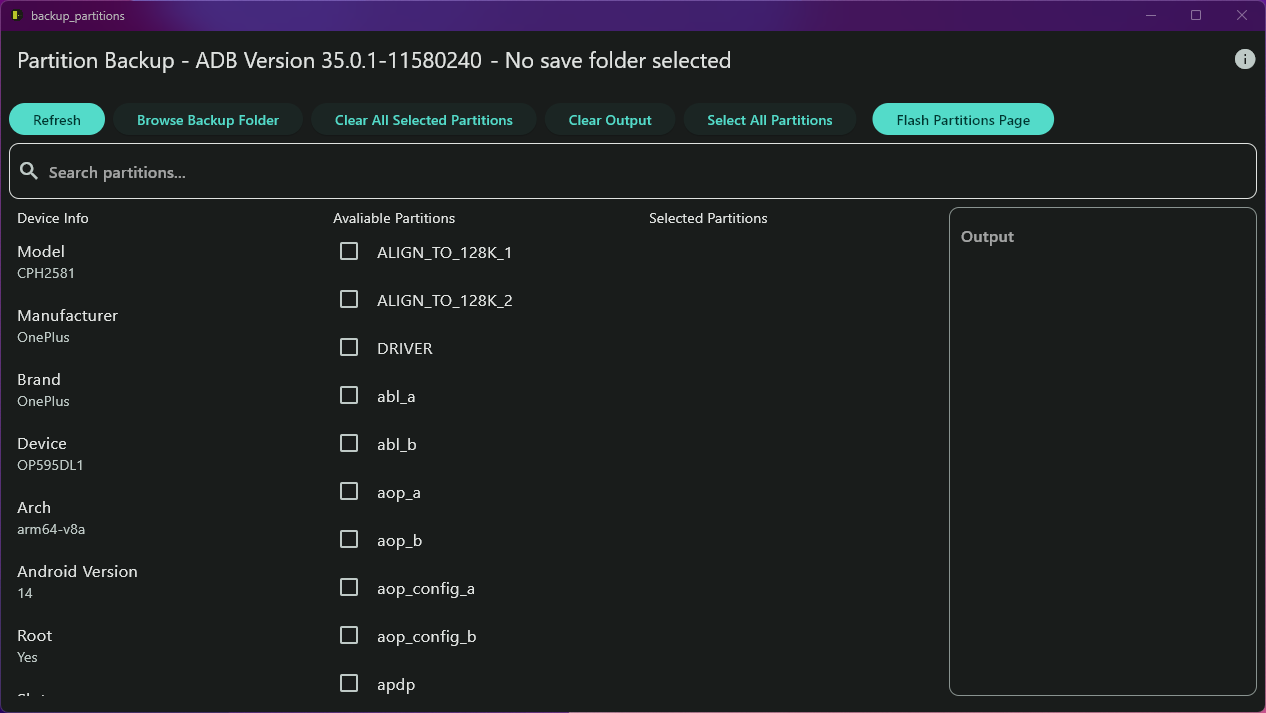 backup_partitions
Partition Backup - ADB Version 35.0.1-11580240 - No save folder selected
Refresh
Browse Backup Folder
Clear All Selected Partitions
Clear Output
Select All Partitions
Flash Partitions Page
Search partitions...
Device Info
Model
CPH2581
Manufacturer
OnePlus
Brand
OnePlus
Device
OP595DL1
Arch
arm64-v8a
Android Version
14
Root
Yes
Avaliable Partitions
ALIGN_TO_128K_1
ALIGN_TO_128K_2
DRIVER
abl_a
abl_b
aop_a
aop_b
aop_config_a
aop_config_b
apdp
Selected Partitions
Output